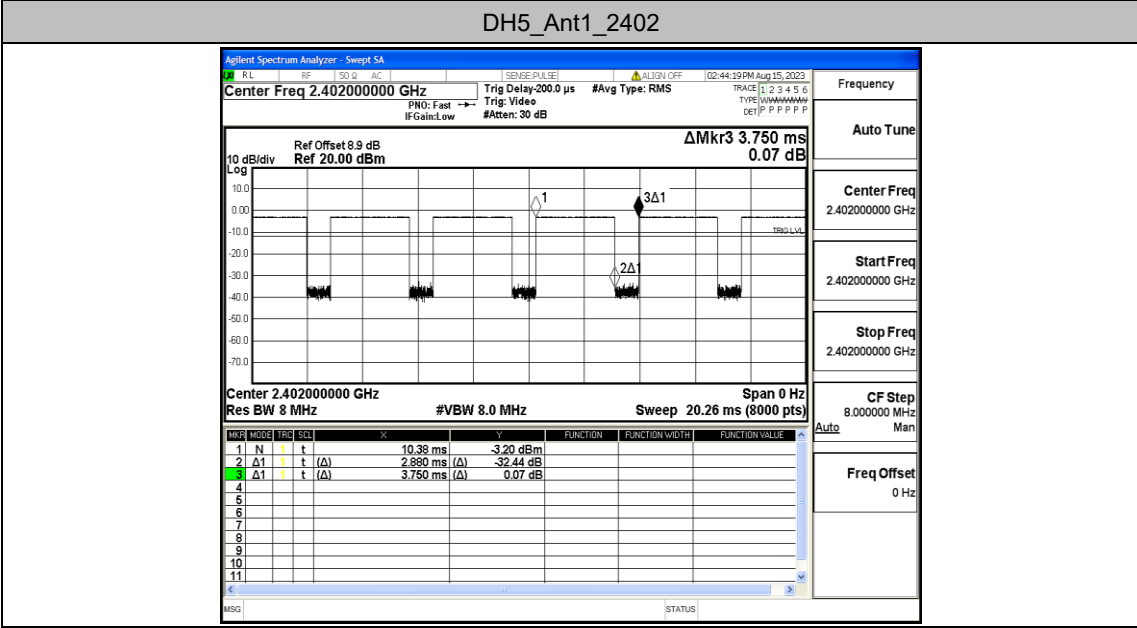 DH5_Ant1_2402
Agilent Spectrum Analyzer - Swept SA
RL RF 50 Ω AC SENSE:PULSE ALIGN OFF 02:44:19 PM Aug 15, 2023
Center Freq 2.402000000 GHz
PNO: Fast
IFGain:Low
Trig Delay-200.0 µs
Trig: Video
#Atten: 30 dB
#Avg Type: RMS
TRACE 1 2 3 4 5 6
TYPE WWWWWW
DET P P P P P P
Ref Offset 8.9 dB
10 dB/div Ref 20.00 dBm
Log
ΔMkr3 3.750 ms
0.07 dB
10.0
0.00
-10.0
-20.0
-30.0
-40.0
-50.0
-60.0
-70.0
1
3Δ1
TRIG LVL
2Δ1
Center 2.402000000 GHz Span 0 Hz
Res BW 8 MHz #VBW 8.0 MHz Sweep 20.26 ms (8000 pts)
MKR MODE TRC SCL X Y FUNCTION FUNCTION WIDTH FUNCTION VALUE
1 N 1 t 10.38 ms -3.20 dBm
2 Δ1 1 t (Δ) 2.880 ms (Δ) -32.44 dB
3 Δ1 1 t (Δ) 3.750 ms (Δ) 0.07 dB
4
5
6
7
8
9
10
11
MSG STATUS
Frequency
Auto Tune
Center Freq
2.402000000 GHz
Start Freq
2.402000000 GHz
Stop Freq
2.402000000 GHz
CF Step
8.000000 MHz
Auto Man
Freq Offset
0 Hz